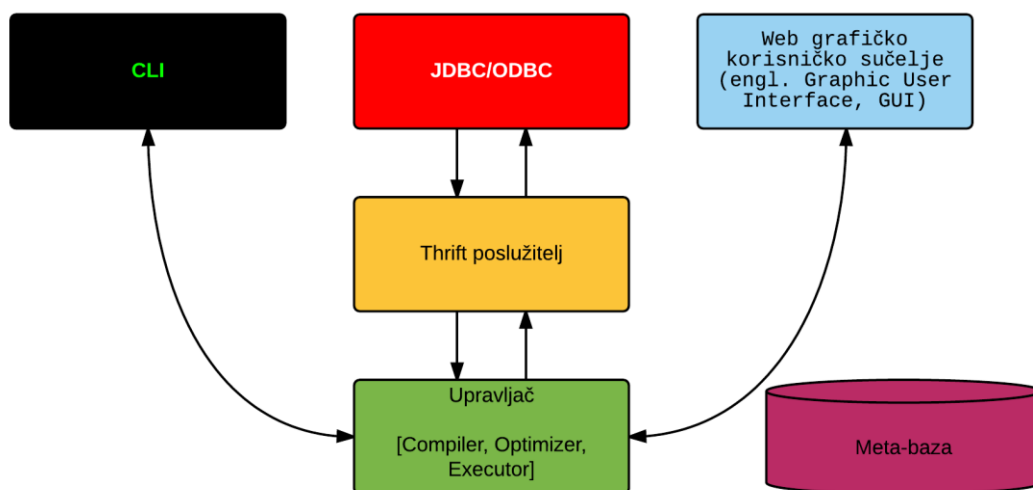 CLI
JDBC/ODBC
Web grafičko
korisničko sučelje
(engl. Graphic User
Interface, GUI)
Thrift poslužitelj
Upravljač
[Compiler, Optimizer,
Executor]
Meta-baza